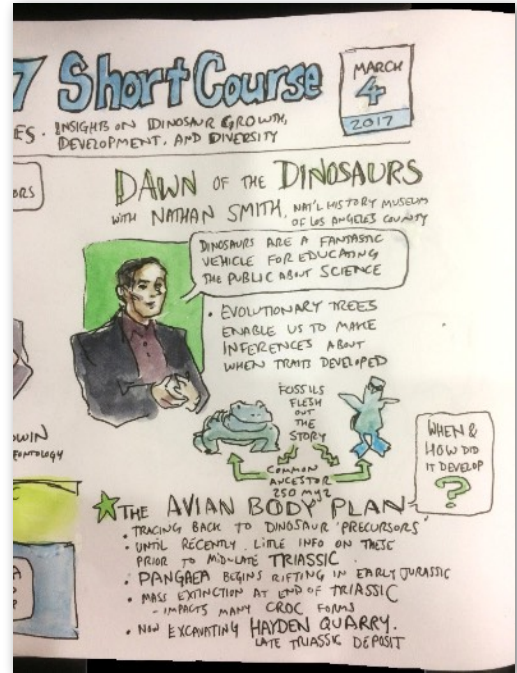 7 Short Course
MARCH
4
2017
ES. INSIGHTS ON DINOSAUR GROWTH,
DEVELOPMENT, AND DIVERSITY
ORS
DAWN OF THE DINOSAURS
WITH NATHAN SMITH, NAT'L HISTORY MUSEUM
OF LOS ANGELES COUNTY
DINOSAURS ARE A FANTASTIC
VEHICLE FOR EDUCATING
THE PUBLIC ABOUT SCIENCE
• EVOLUTIONARY TREES
ENABLE US TO MAKE
INFERENCES ABOUT
WHEN TRAITS DEVELOPED
FOSSILS
FLESH
OUT
THE
STORY
COMMON
ANCESTOR
250 MYA
WHEN &
HOW DID
IT DEVELOP
?
OWIN
EONTOLOGY
THE AVIAN BODY PLAN
• TRACING BACK TO DINOSAUR 'PRECURSORS'
• UNTIL RECENTLY, LITTLE INFO ON THESE
PRIOR TO MID-LATE TRIASSIC.
• PANGAEA BEGINS RIFTING IN EARLY JURASSIC
• MASS EXTINCTION AT END OF TRIASSIC
- IMPACTS MANY CROC FORMS
• NOW EXCAVATING HAYDEN QUARRY.
LATE TRIASSIC DEPOSIT